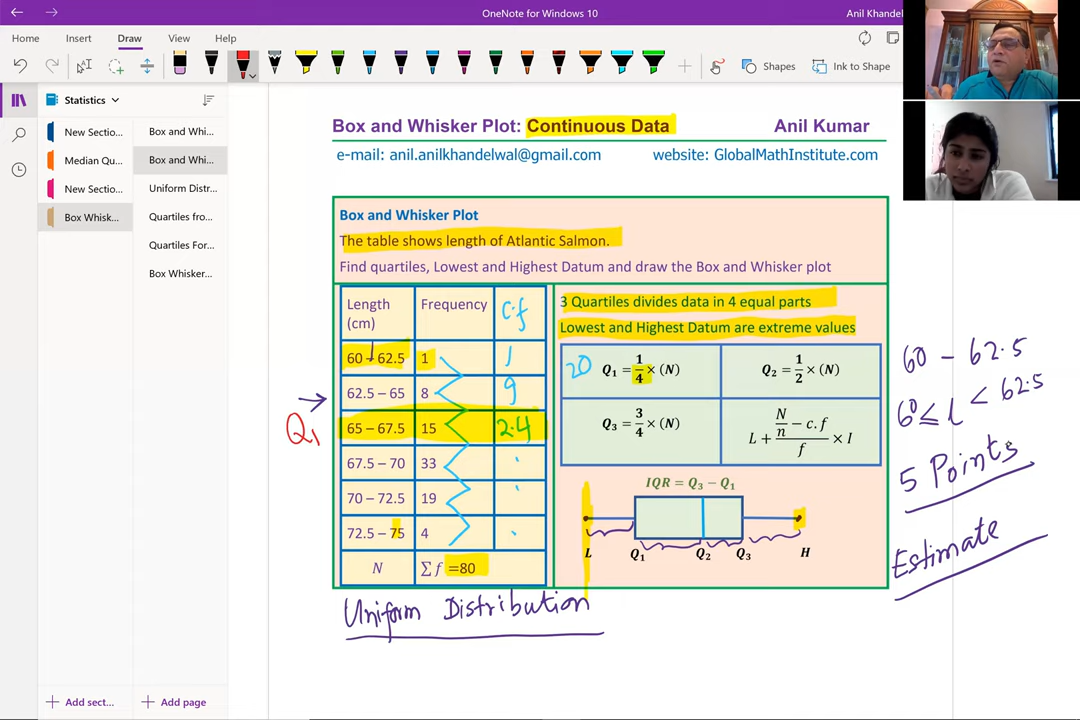 OneNote for Windows 10
Anil Khandel
Home Insert Draw View Help
Shapes Ink to Shape
Statistics
New Sectio...
Median Qu...
New Sectio...
Box Whisk...
Box and Whi...
Box and Whi...
Uniform Distr...
Quartiles fro...
Quartiles For...
Box Whisker...
Add sect... Add page
Box and Whisker Plot: Continuous Data Anil Kumar
e-mail: anil.anilkhandelwal@gmail.com website: GlobalMathInstitute.com
Box and Whisker Plot
The table shows length of Atlantic Salmon.
Find quartiles, Lowest and Highest Datum and draw the Box and Whisker plot
Length (cm) Frequency c.f
60 – 62.5 1 1
62.5 – 65 8 9
Q1 65 – 67.5 15 24
67.5 – 70 33
70 – 72.5 19
72.5 – 75 4
N ∑f =80
Uniform Distribution
3 Quartiles divides data in 4 equal parts
Lowest and Highest Datum are extreme values
20 Q₁ = 1/4 × (N) Q₂ = 1/2 × (N)
Q₃ = 3/4 × (N) L + (N/n − c.f)/f × I
IQR = Q₃ − Q₁
L Q₁ Q₂ Q₃ H
60 – 62.5
60 ≤ l < 62.5
5 Points
Estimate